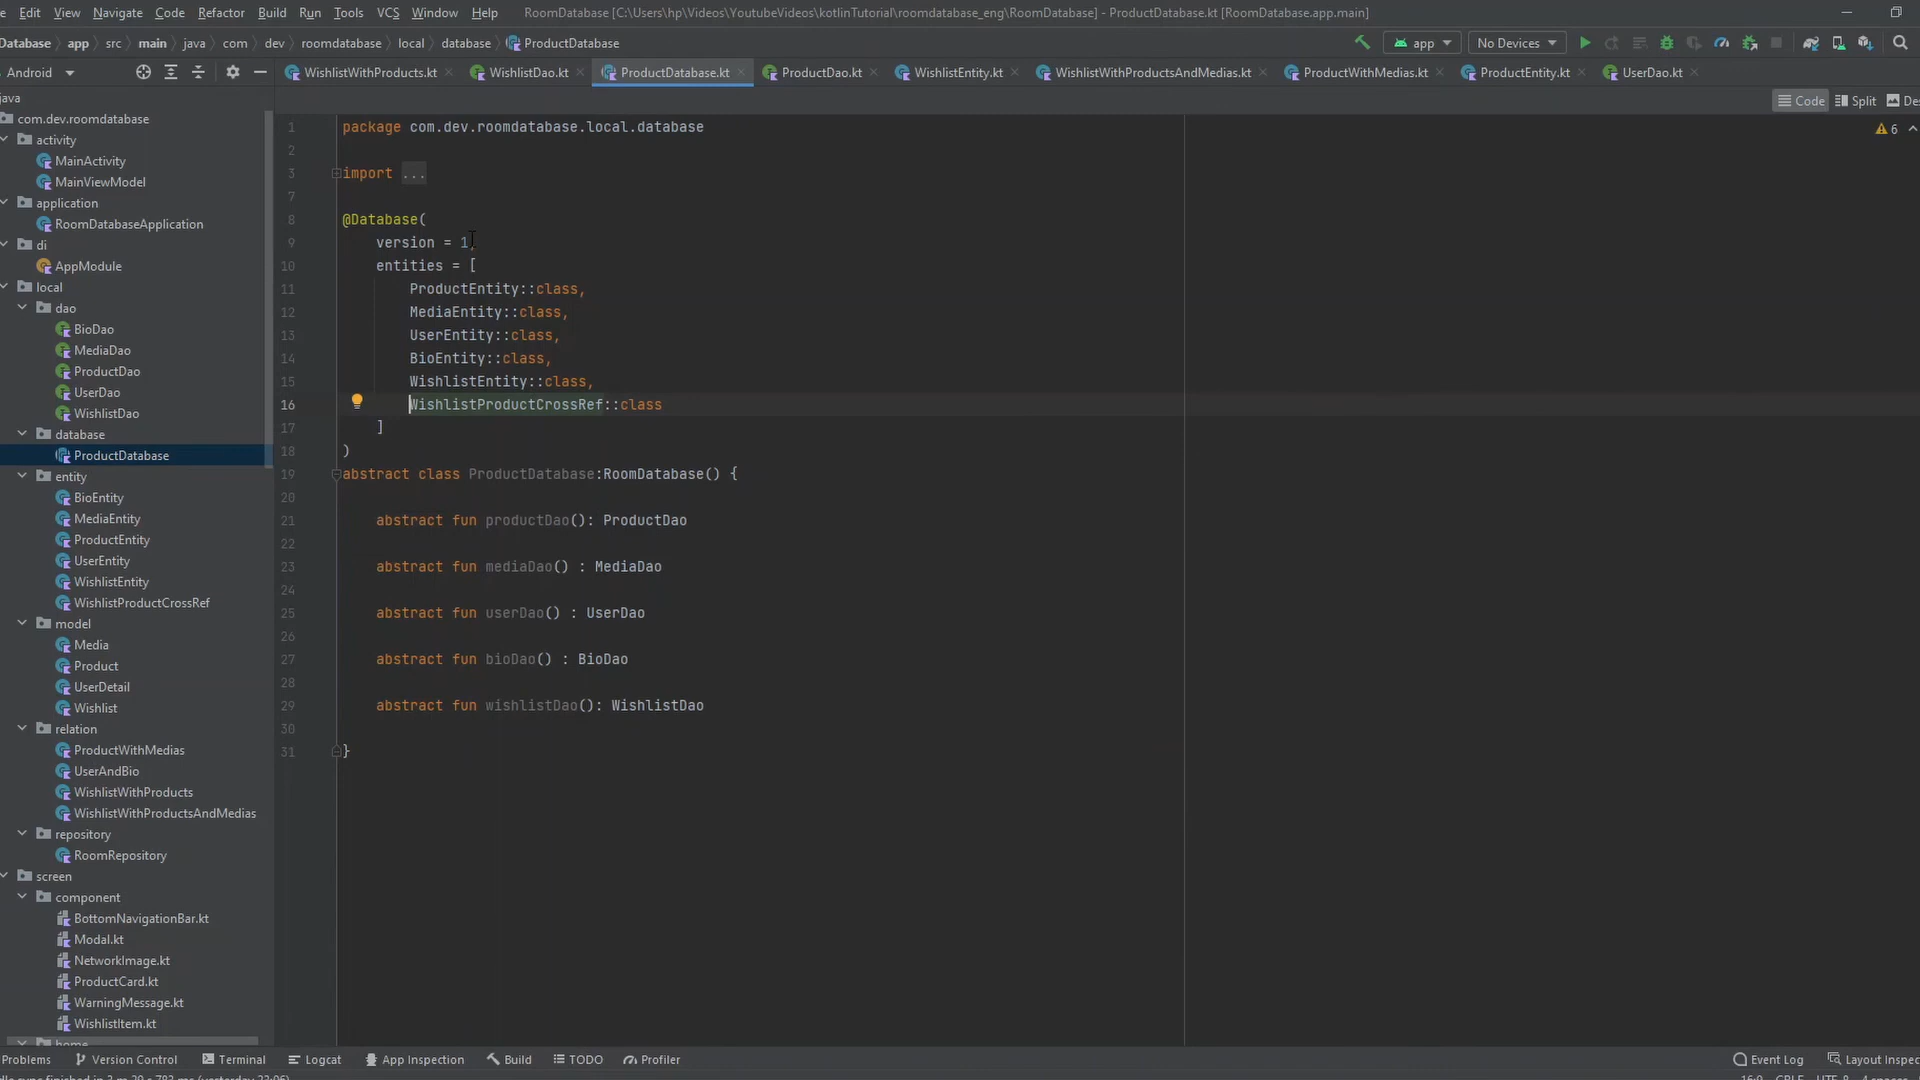 Edit View Navigate Code Refactor Build Run Tools VCS Window Help RoomDatabase [C:\Users\hp\Videos\YoutubeVideos\kotlinTutorial\roomdatabase_eng\RoomDatabase] - ProductDatabase.kt [RoomDatabase.app.main]
Database app src main java com dev roomdatabase local database ProductDatabase
app No Devices
Android
WishlistWithProducts.kt WishlistDao.kt ProductDatabase.kt ProductDao.kt WishlistEntity.kt WishlistWithProductsAndMedias.kt ProductWithMedias.kt ProductEntity.kt UserDao.kt
Code Split Des
6
java
com.dev.roomdatabase
activity
MainActivity
MainViewModel
application
RoomDatabaseApplication
di
AppModule
local
dao
BioDao
MediaDao
ProductDao
UserDao
WishlistDao
database
ProductDatabase
entity
BioEntity
MediaEntity
ProductEntity
UserEntity
WishlistEntity
WishlistProductCrossRef
model
Media
Product
UserDetail
Wishlist
relation
ProductWithMedias
UserAndBio
WishlistWithProducts
WishlistWithProductsAndMedias
repository
RoomRepository
screen
component
BottomNavigationBar.kt
Modal.kt
NetworkImage.kt
ProductCard.kt
WarningMessage.kt
WishlistItem.kt
home
1 package com.dev.roomdatabase.local.database
2
3 import ...
7
8 @Database(
9 version = 1,
10 entities = [
11 ProductEntity::class,
12 MediaEntity::class,
13 UserEntity::class,
14 BioEntity::class,
15 WishlistEntity::class,
16 WishlistProductCrossRef::class
17 ]
18 )
19 abstract class ProductDatabase:RoomDatabase() {
20
21 abstract fun productDao(): ProductDao
22
23 abstract fun mediaDao() : MediaDao
24
25 abstract fun userDao() : UserDao
26
27 abstract fun bioDao() : BioDao
28
29 abstract fun wishlistDao(): WishlistDao
30
31 }
Problems Version Control Terminal Logcat App Inspection Build TODO Profiler Event Log Layout Inspec